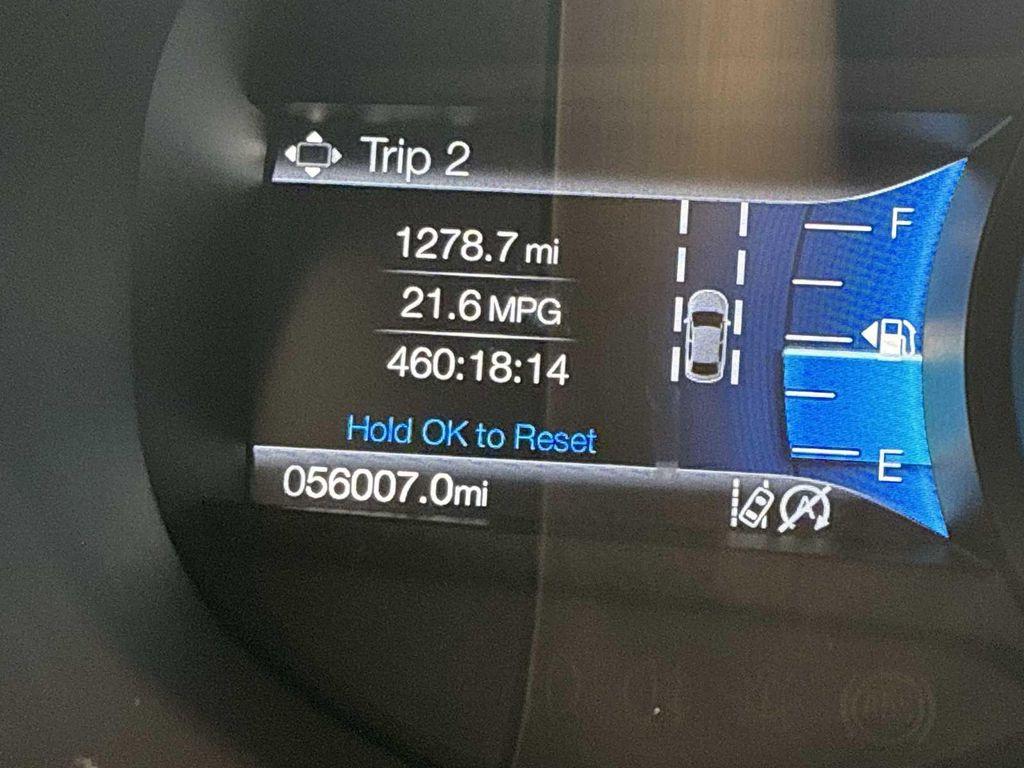 Trip 2
1278.7 mi
21.6 MPG
460:18:14
Hold OK to Reset
056007.0mi
F
E
A